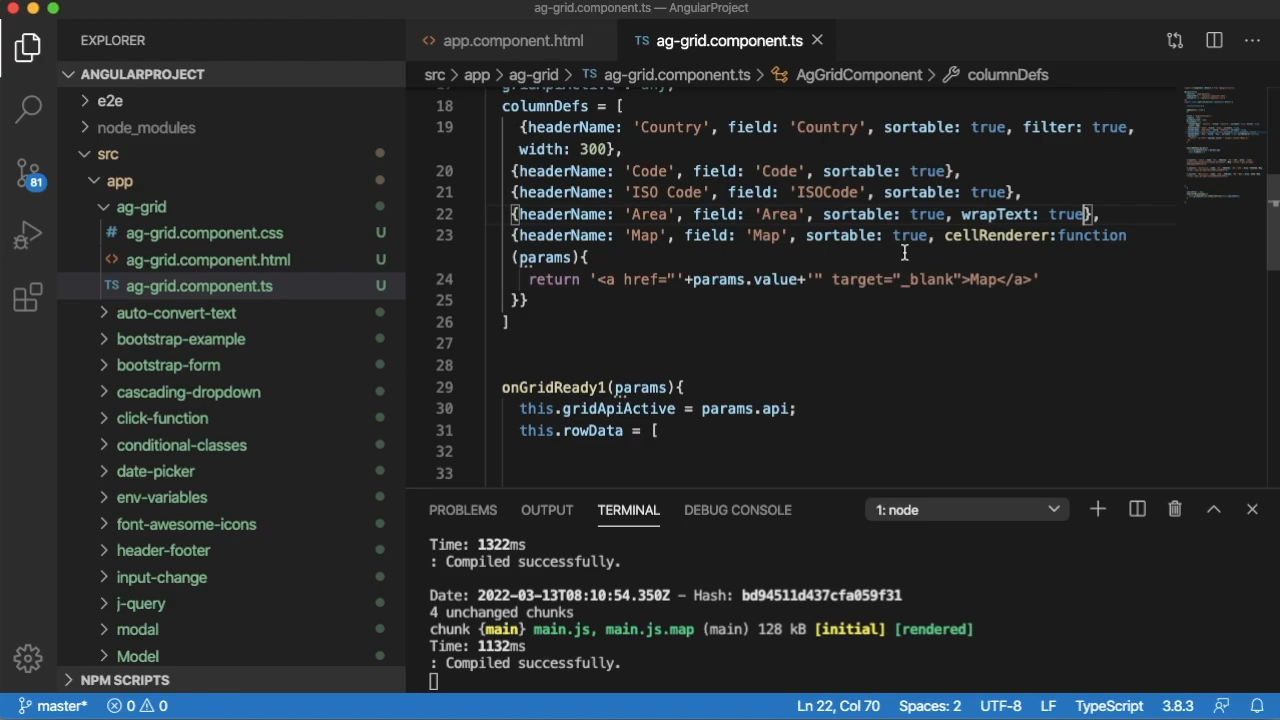 ag-grid.component.ts — AngularProject
EXPLORER
ANGULARPROJECT
e2e
node_modules
src
app
ag-grid
# ag-grid.component.css U
<> ag-grid.component.html U
TS ag-grid.component.ts U
auto-convert-text
bootstrap-example
bootstrap-form
cascading-dropdown
click-function
conditional-classes
date-picker
env-variables
font-awesome-icons
header-footer
input-change
j-query
modal
Model
NPM SCRIPTS
81
<> app.component.html
TS ag-grid.component.ts
src > app > ag-grid > TS ag-grid.component.ts > AgGridComponent > columnDefs
17 gridApiActive : any;
18 columnDefs = [
19 {headerName: 'Country', field: 'Country', sortable: true, filter: true,
width: 300},
20 {headerName: 'Code', field: 'Code', sortable: true},
21 {headerName: 'ISO Code', field: 'ISOCode', sortable: true},
22 {headerName: 'Area', field: 'Area', sortable: true, wrapText: true},
23 {headerName: 'Map', field: 'Map', sortable: true, cellRenderer:function
(params){
24 return '<a href="'+params.value+'" target="_blank">Map</a>'
25 }}
26 ]
27
28
29 onGridReady1(params){
30 this.gridApiActive = params.api;
31 this.rowData = [
32
33
PROBLEMS OUTPUT TERMINAL DEBUG CONSOLE 1: node
Time: 1322ms
: Compiled successfully.
Date: 2022-03-13T08:10:54.350Z - Hash: bd94511d437cfa059f31
4 unchanged chunks
chunk {main} main.js, main.js.map (main) 128 kB [initial] [rendered]
Time: 1132ms
: Compiled successfully.
master* 0 0 Ln 22, Col 70 Spaces: 2 UTF-8 LF TypeScript 3.8.3